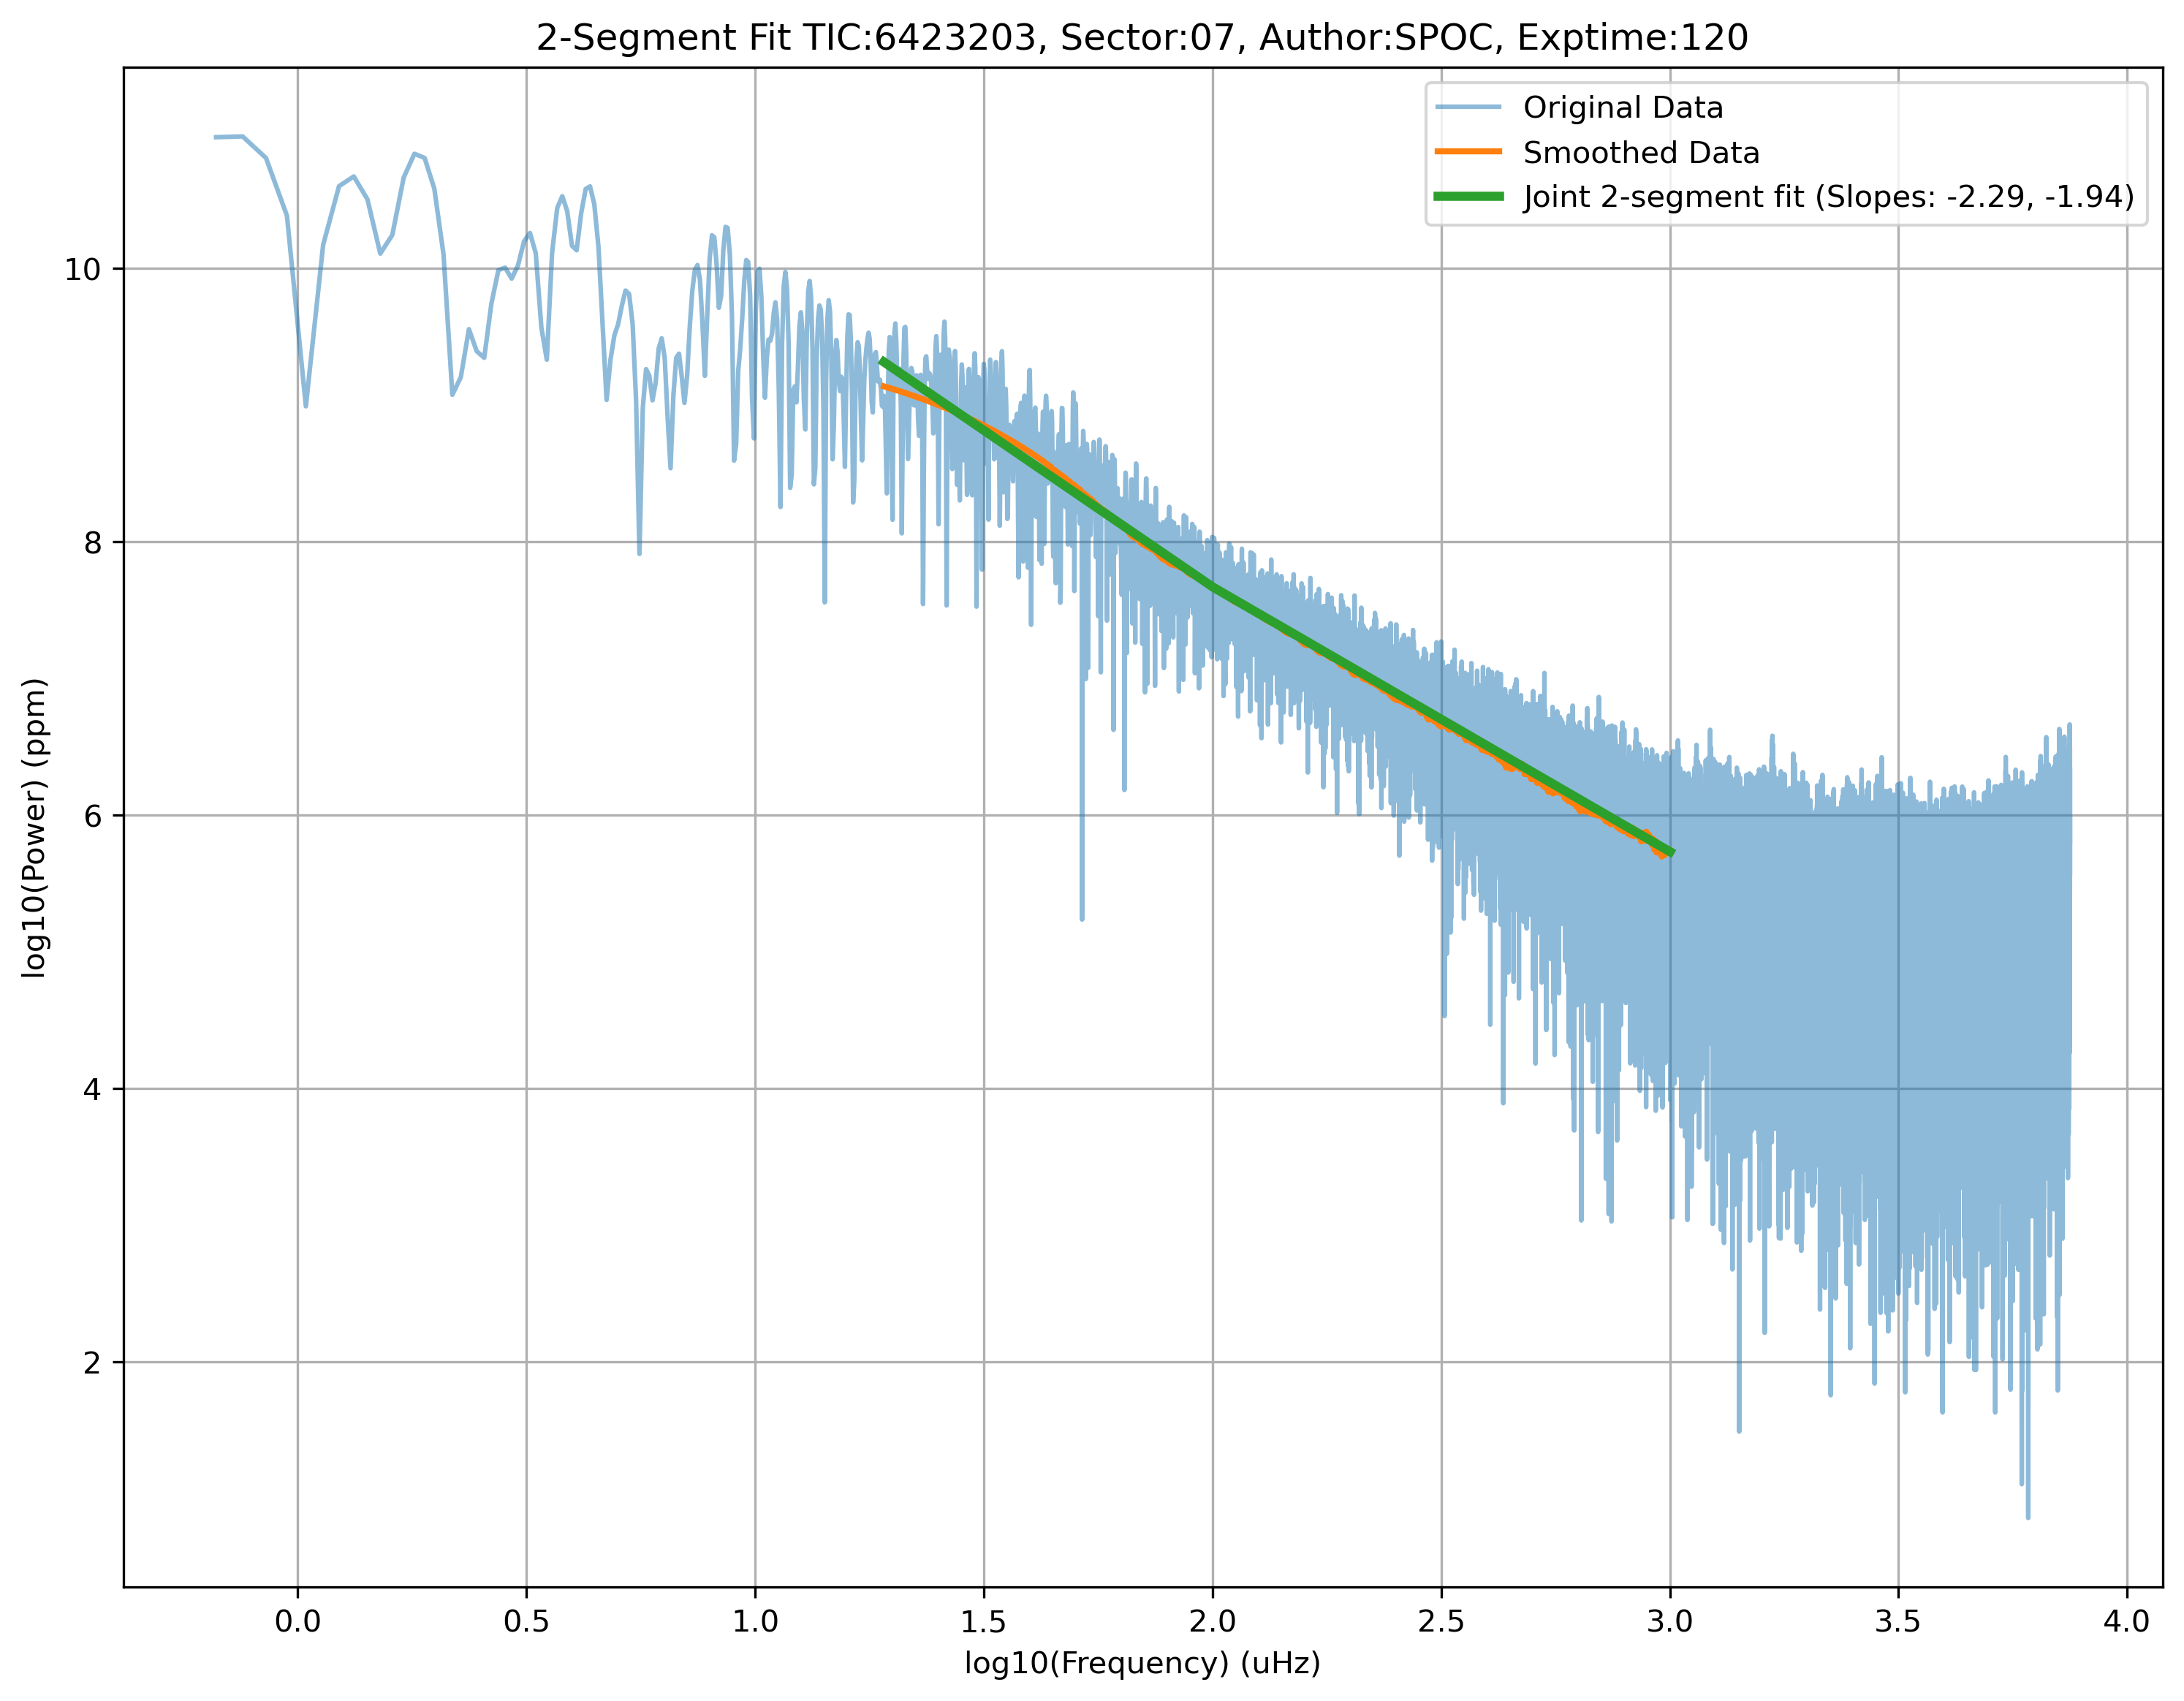 2-Segment Fit TIC:6423203, Sector:07, Author:SPOC, Exptime:120
Original Data
Smoothed Data
Joint 2-segment fit (Slopes: -2.29, -1.94)
log10(Power) (ppm)
10
8
6
4
2
0.0 0.5 1.0 1.5 2.0 2.5 3.0 3.5 4.0
log10(Frequency) (uHz)